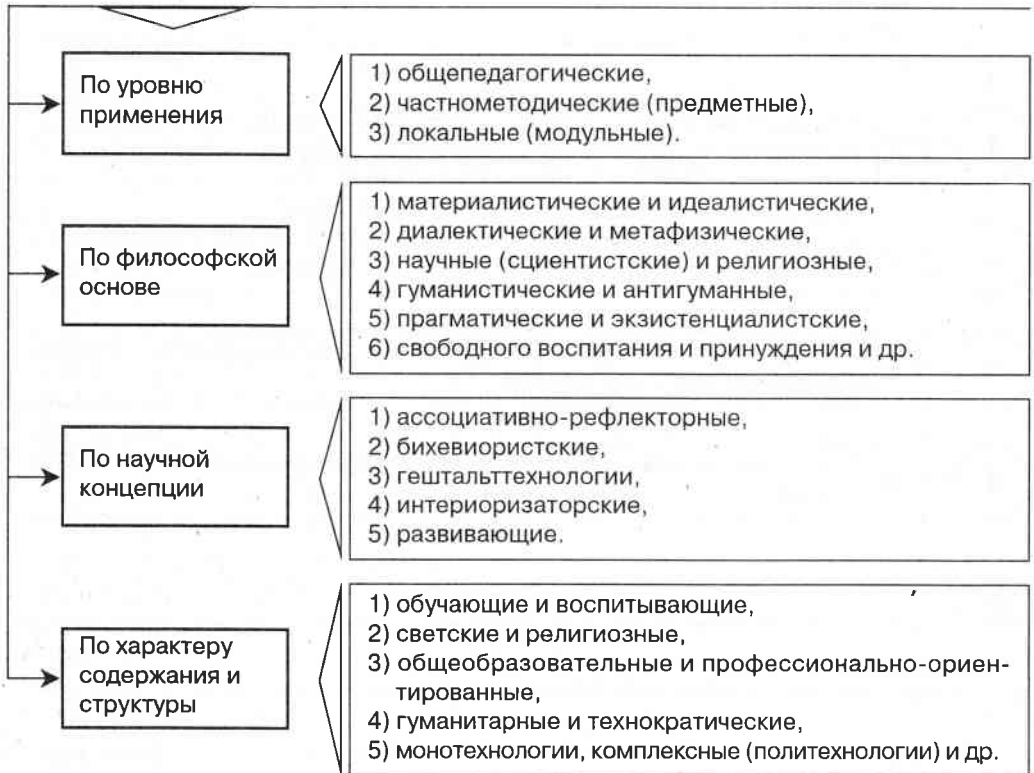 По уровню
применения
1) общепедагогические,
2) частнометодические (предметные),
3) локальные (модульные).
По философской
основе
1) материалистические и идеалистические,
2) диалектические и метафизические,
3) научные (сциентистские) и религиозные,
4) гуманистические и антигуманные,
5) прагматические и экзистенциалистские,
6) свободного воспитания и принуждения и др.
По научной
концепции
1) ассоциативно-рефлекторные,
2) бихевиористские,
3) гештальттехнологии,
4) интериоризаторские,
5) развивающие.
По характеру
содержания и
структуры
1) обучающие и воспитывающие,
2) светские и религиозные,
3) общеобразовательные и профессионально-ориен-
тированные,
4) гуманитарные и технократические,
5) монотехнологии, комплексные (политехнологии) и др.